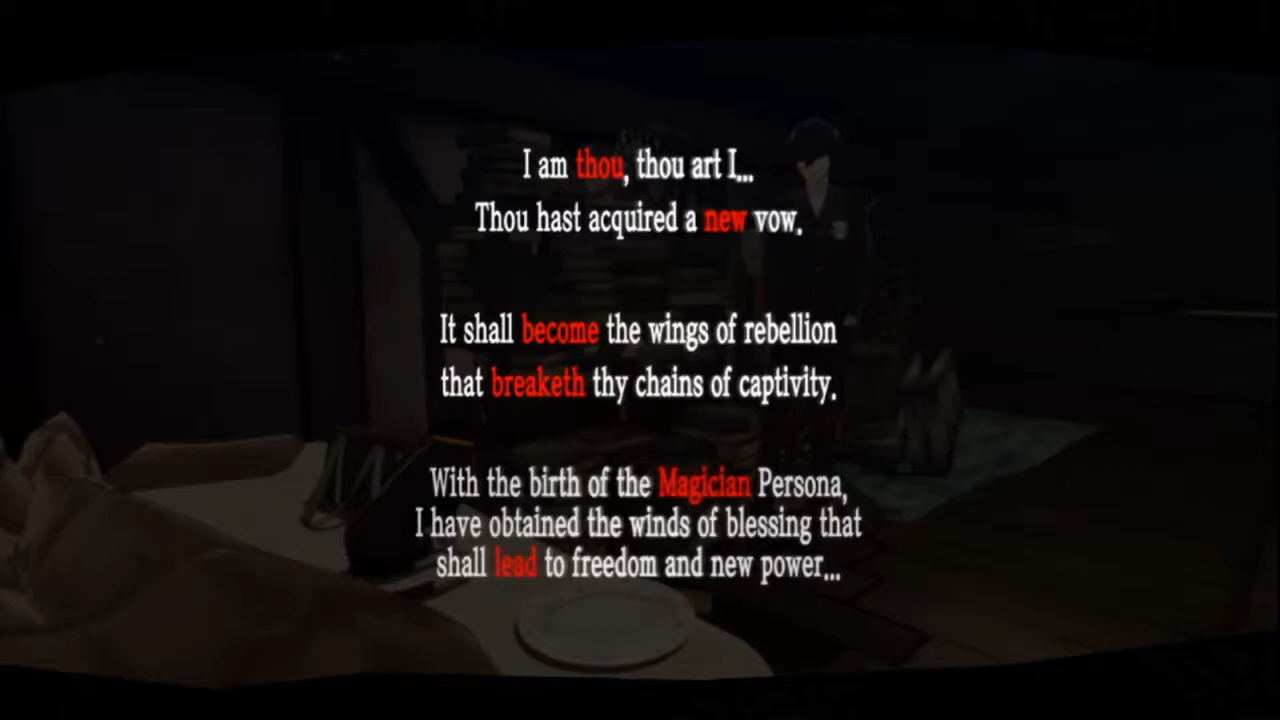 I am thou, thou art I...
Thou hast acquired a new vow.
It shall become the wings of rebellion
that breaketh thy chains of captivity.
With the birth of the Magician Persona,
I have obtained the winds of blessing that
shall lead to freedom and new power...